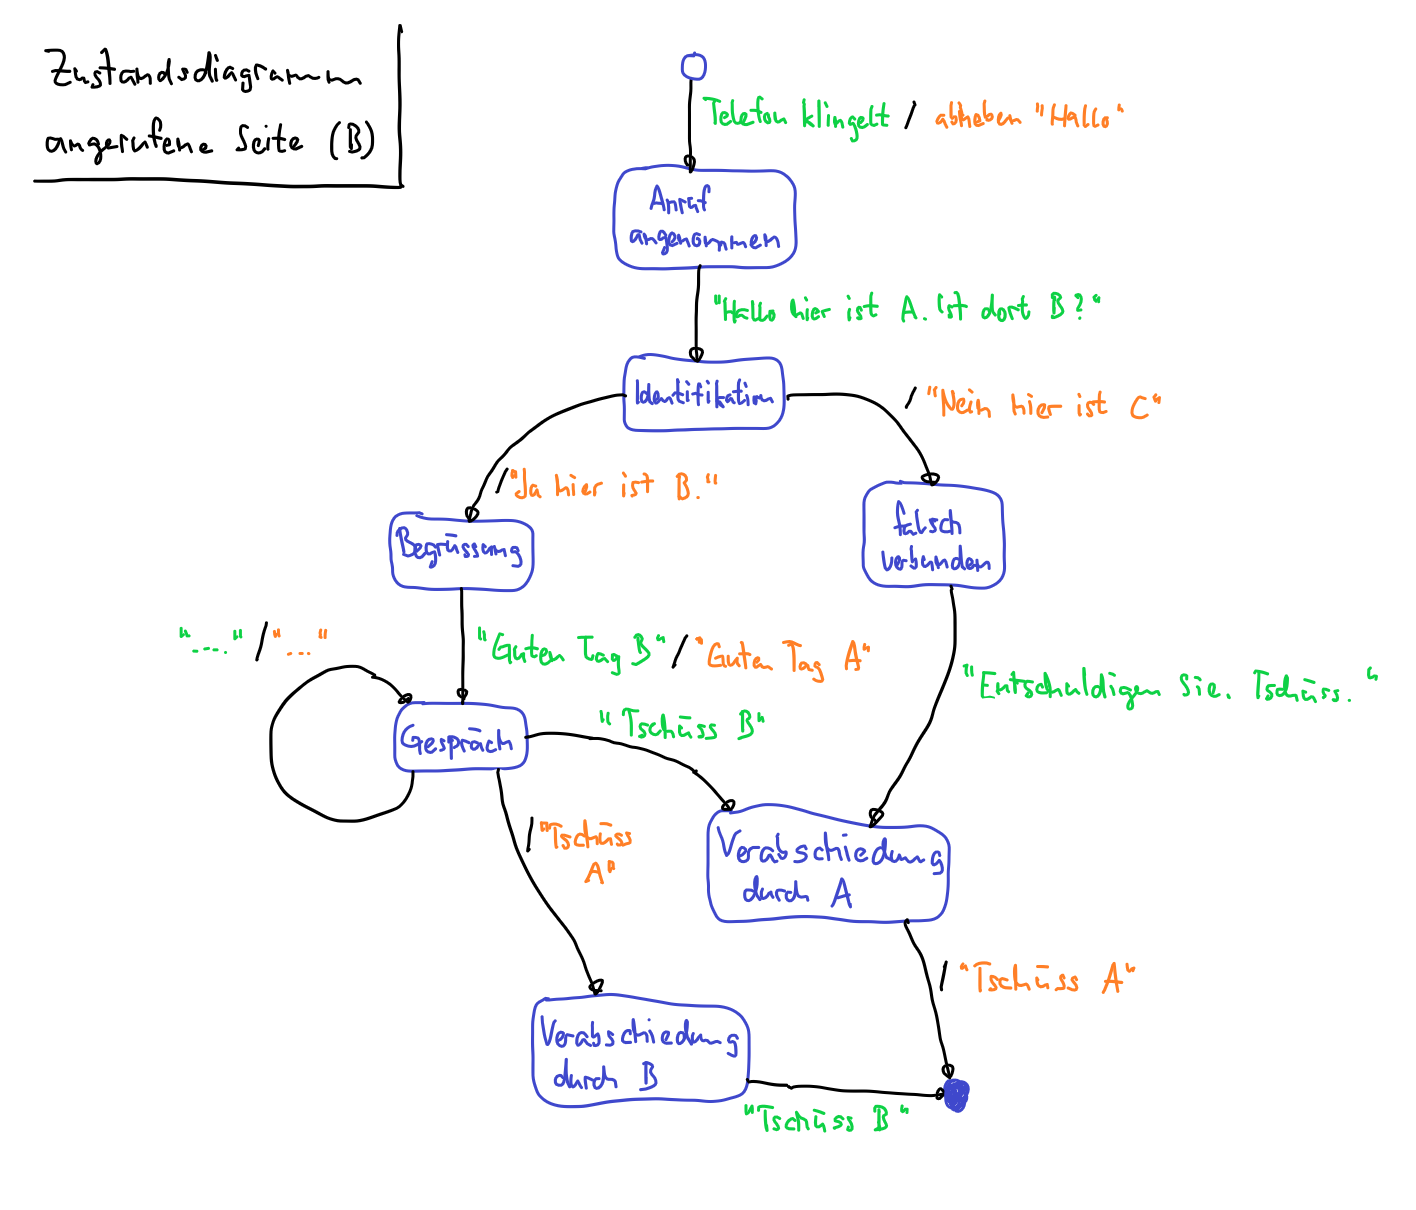 Zustandsdiagramm
angerufene Seite (B)
Telefon klingelt / abheben "Hallo"
Anruf
angenommen
"Hallo hier ist A. Ist dort B?"
Identifikation
/ "Nein hier ist C"
/ "Ja hier ist B."
falsch
verbunden
Begrüssung
"...." / "..."
"Guten Tag B" / "Guten Tag A"
"Entschuldigen Sie. Tschüss."
"Tschüss B"
Gespräch
/ "Tschüss
A"
Verabschiedung
durch A
/ "Tschüss A"
Verabschiedung
durch B
"Tschüss B"